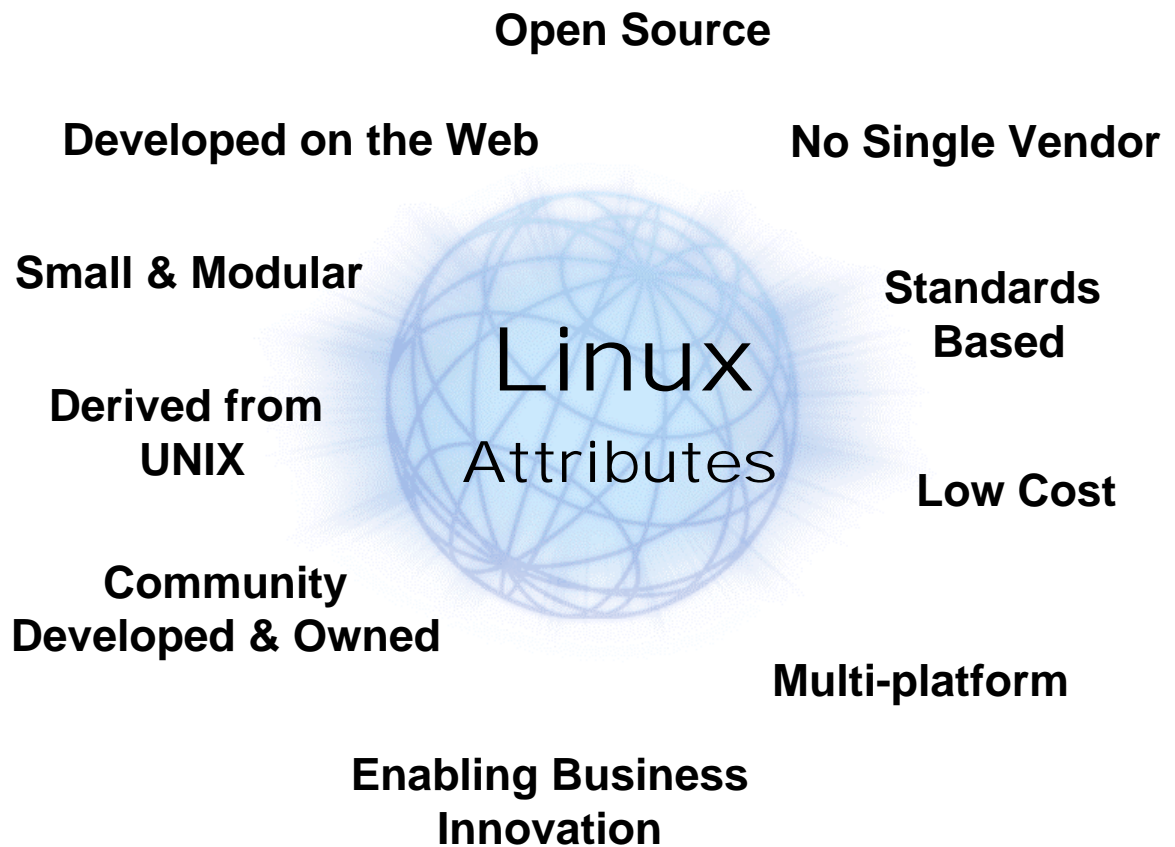 Open Source
Developed on the Web
No Single Vendor
Small & Modular
Standards
Based
Linux
Attributes
Derived from
UNIX
Low Cost
Community
Developed & Owned
Multi-platform
Enabling Business
Innovation